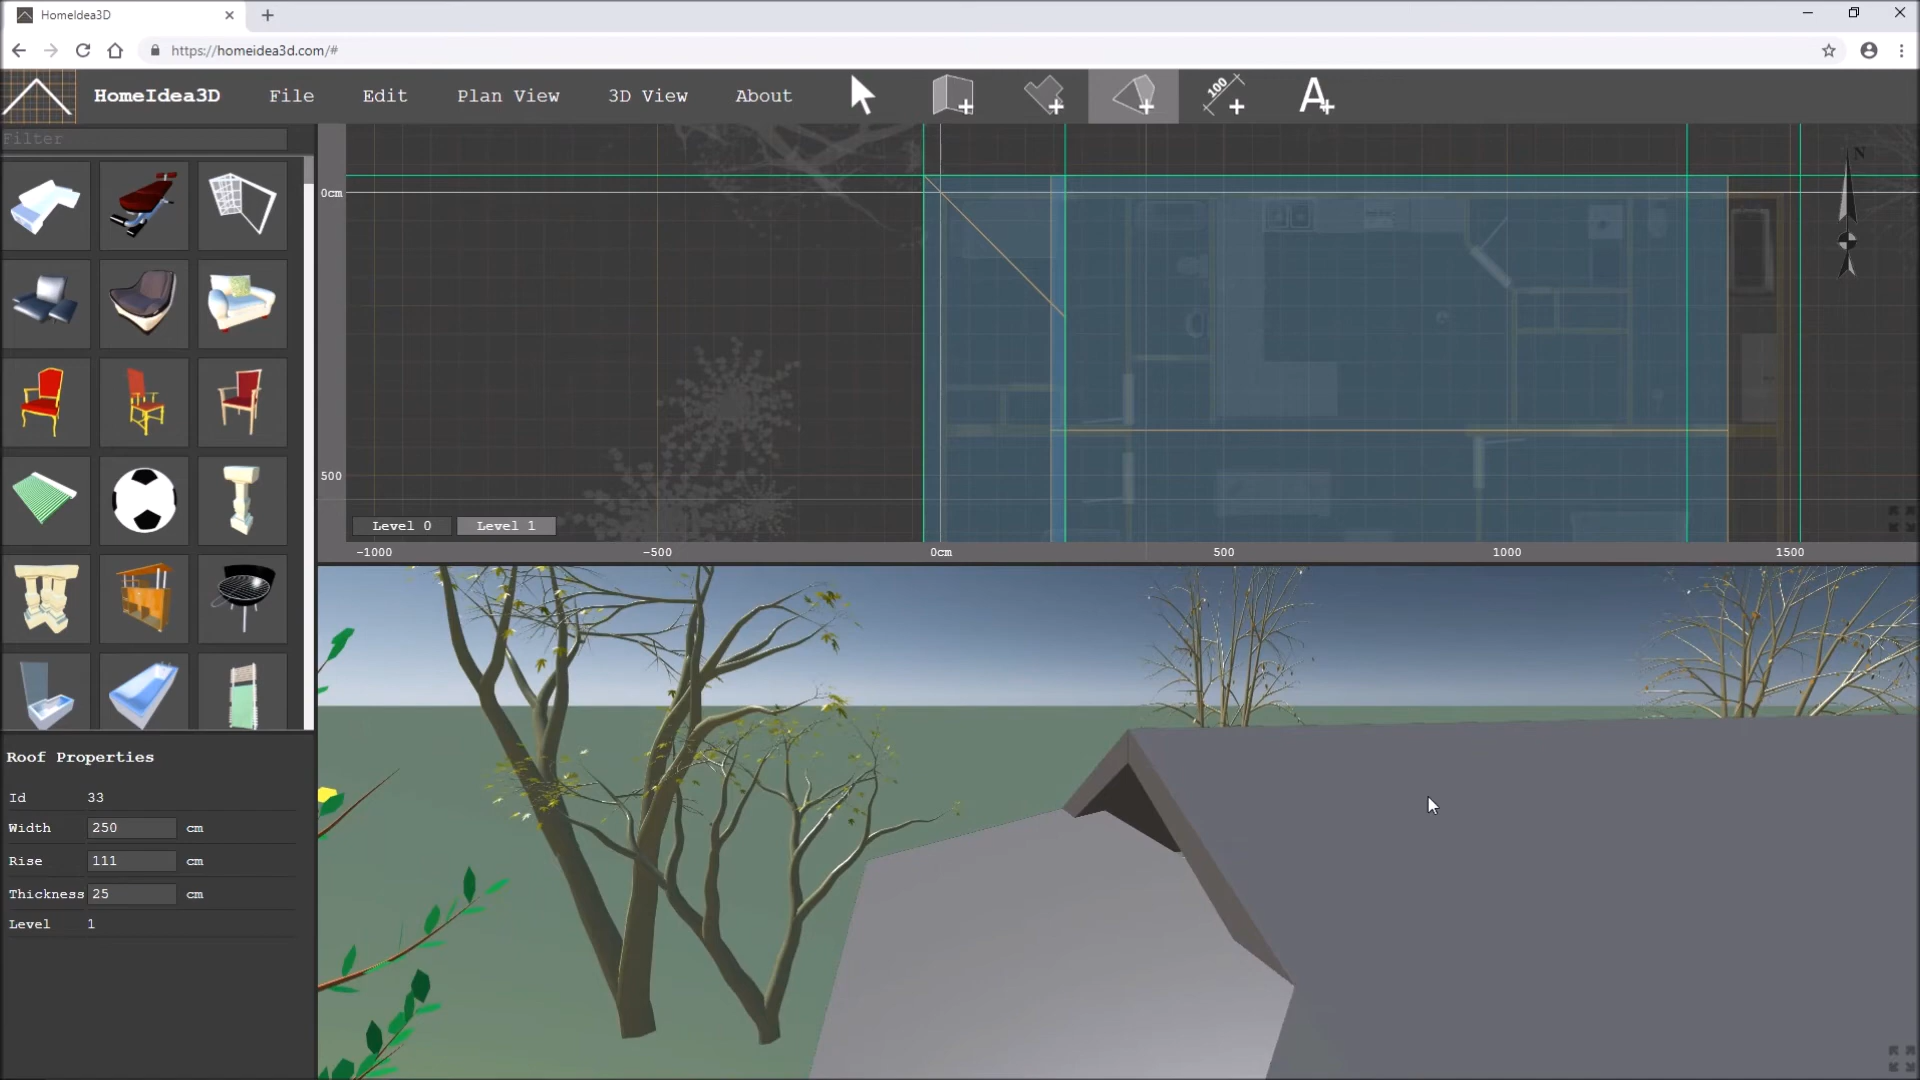 HomeIdea3D
https://homeidea3d.com/#
HomeIdea3D File Edit Plan View 3D View About
100
A
Filter
N
0cm
500
Level 0 Level 1
-1000 -500 0cm 500 1000 1500
Roof Properties
Id 33
Width 250 cm
Rise 111 cm
Thickness 25 cm
Level 1